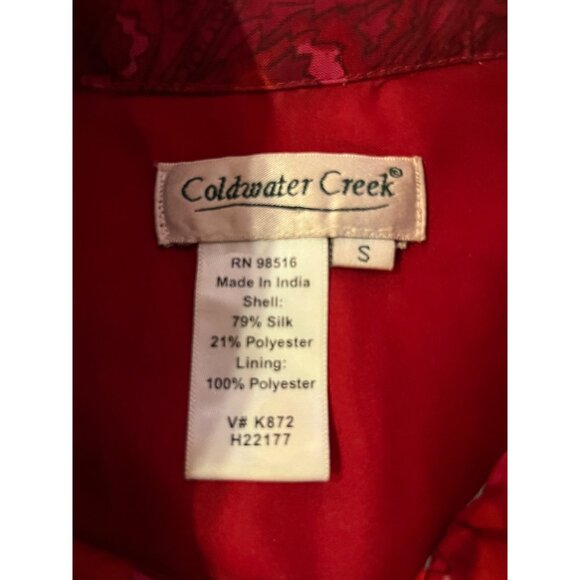 Coldwater Creek®
S
RN 98516
Made In India
Shell:
79% Silk
21% Polyester
Lining:
100% Polyester
V# K872
H22177